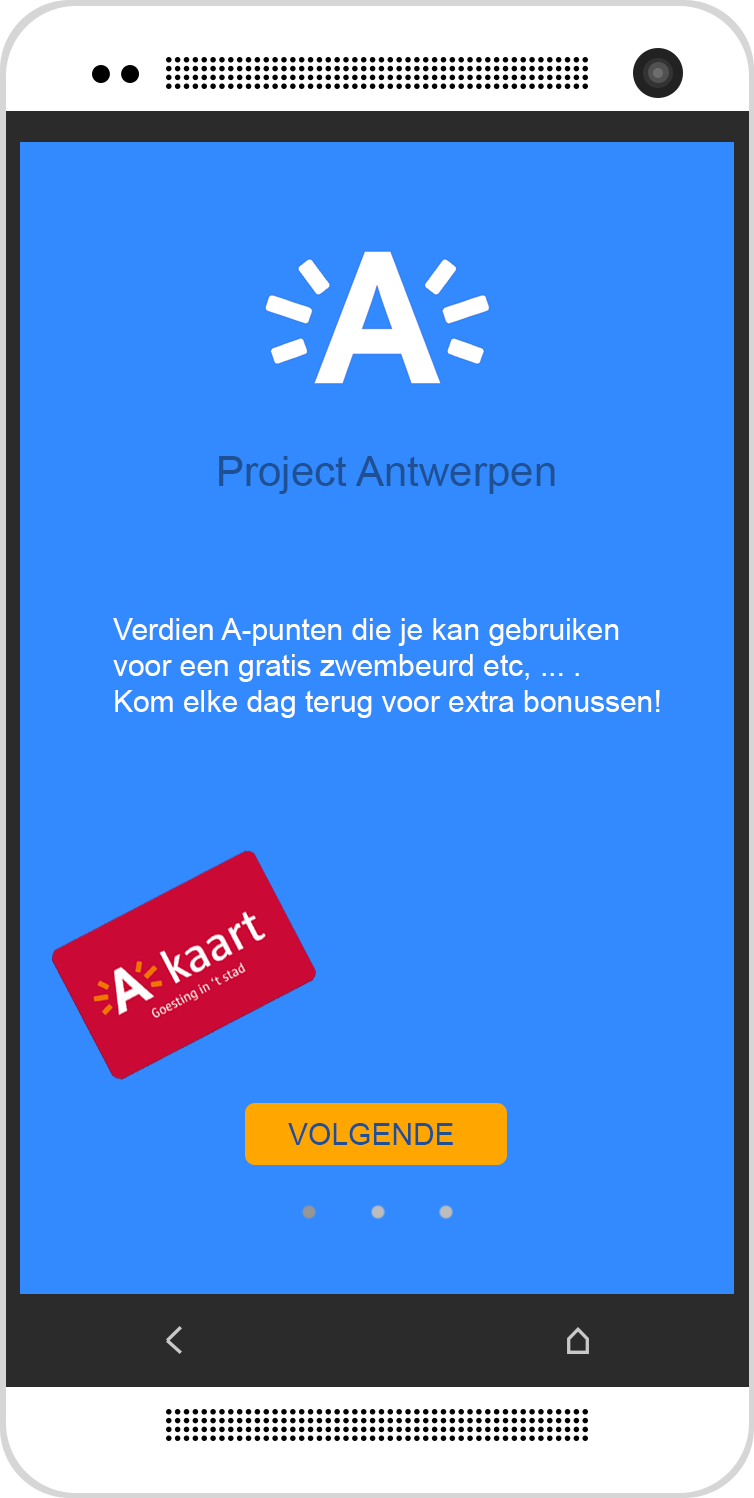 A
Project Antwerpen
Verdien A-punten die je kan gebruiken
voor een gratis zwembeurd etc, ... .
Kom elke dag terug voor extra bonussen!
A kaart
Goesting in 't stad
VOLGENDE